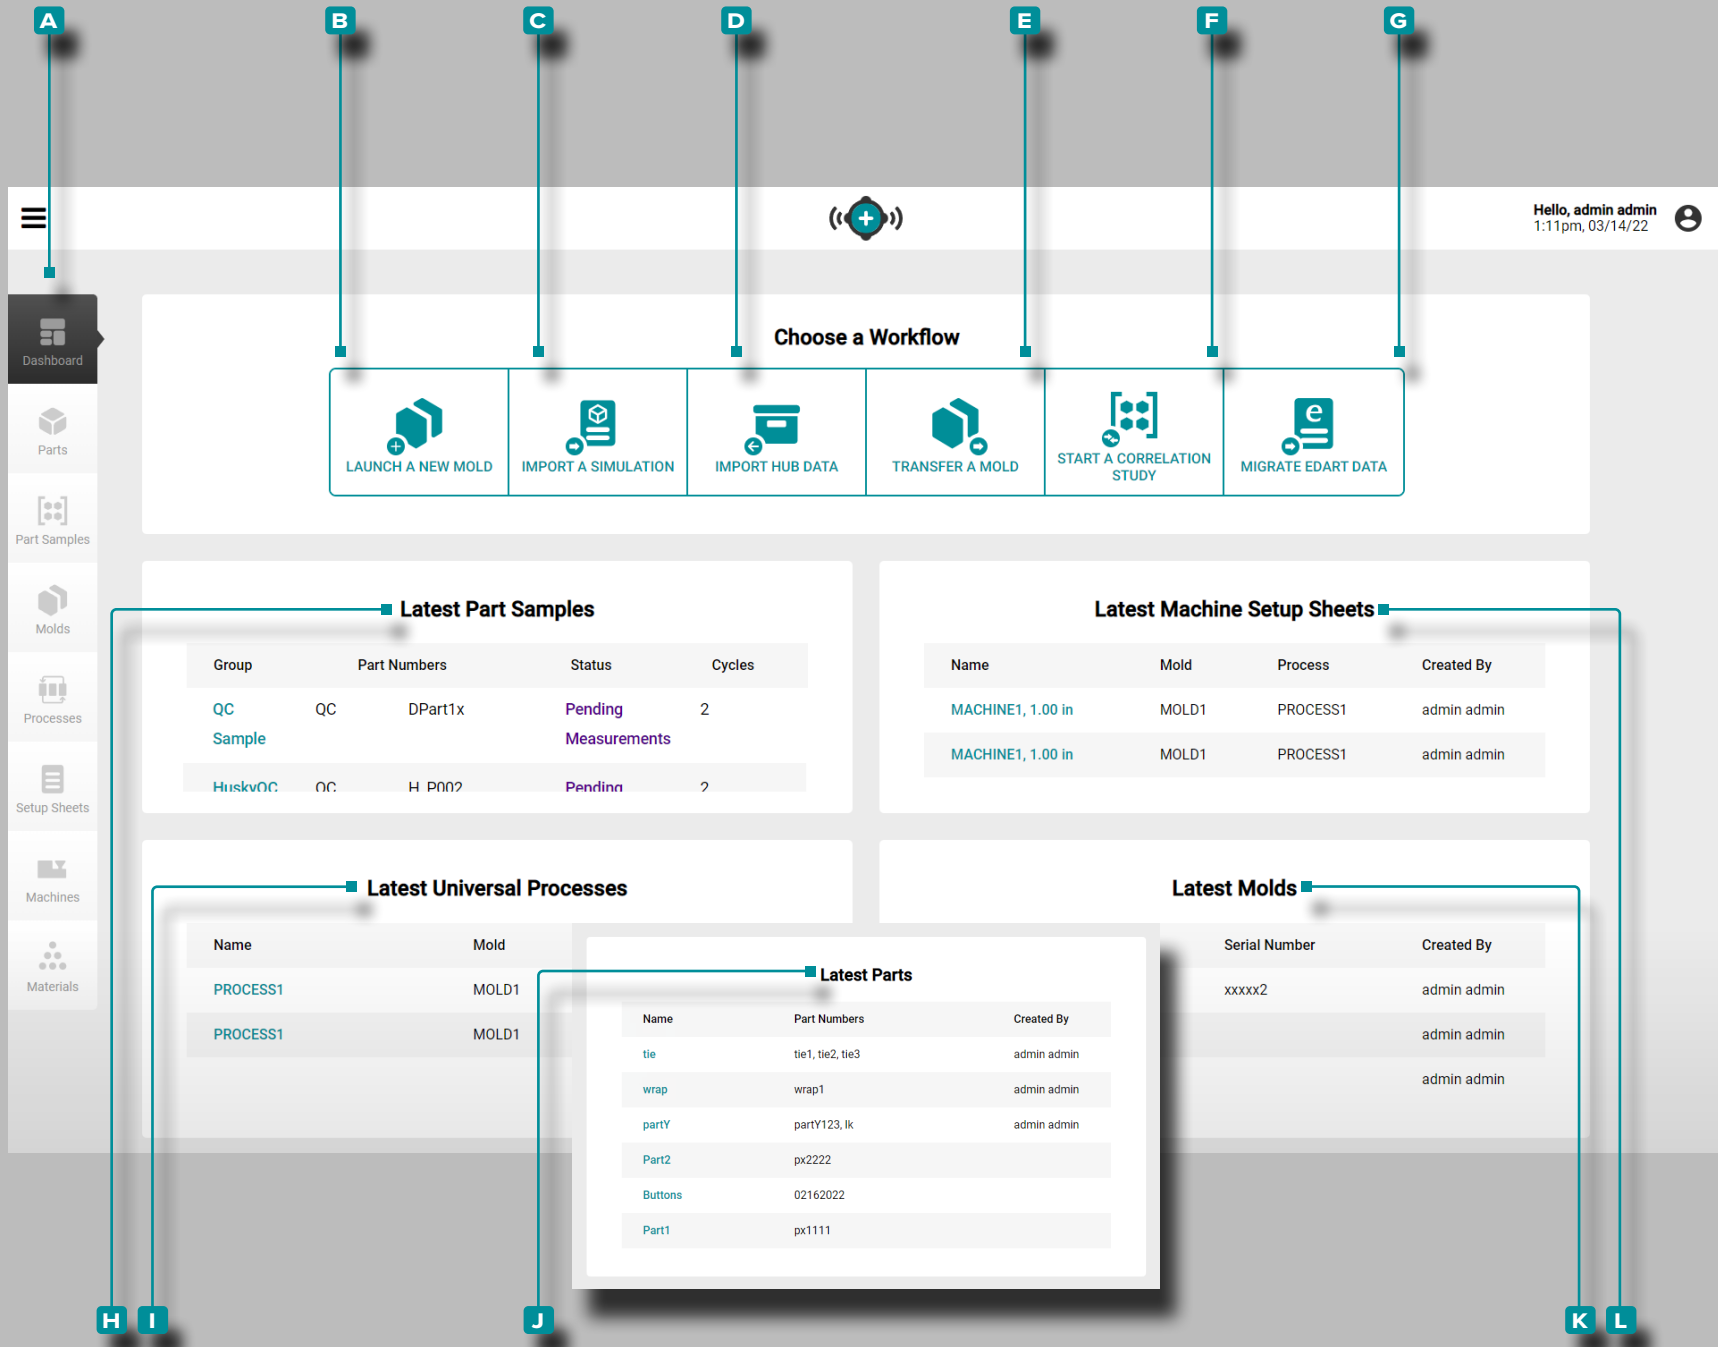 A B C D E F G
Hello, admin admin
1:11pm, 03/14/22
Dashboard
Parts
Part Samples
Molds
Processes
Setup Sheets
Machines
Materials
Choose a Workflow
LAUNCH A NEW MOLD
IMPORT A SIMULATION
IMPORT HUB DATA
TRANSFER A MOLD
START A CORRELATION
STUDY
e
MIGRATE EDART DATA
Latest Part Samples
Group Part Numbers Status Cycles
QC QC DPart1x Pending 2
Sample Measurements
HuskyQC QC H_P002 Pending 2
Latest Machine Setup Sheets
Name Mold Process Created By
MACHINE1, 1.00 in MOLD1 PROCESS1 admin admin
MACHINE1, 1.00 in MOLD1 PROCESS1 admin admin
Latest Universal Processes
Name Mold
PROCESS1 MOLD1
PROCESS1 MOLD1
Latest Molds
Serial Number Created By
xxxxx2 admin admin
admin admin
admin admin
Latest Parts
Name Part Numbers Created By
tie tie1, tie2, tie3 admin admin
wrap wrap1 admin admin
partY partY123, lk admin admin
Part2 px2222
Buttons 02162022
Part1 px1111
H I J K L